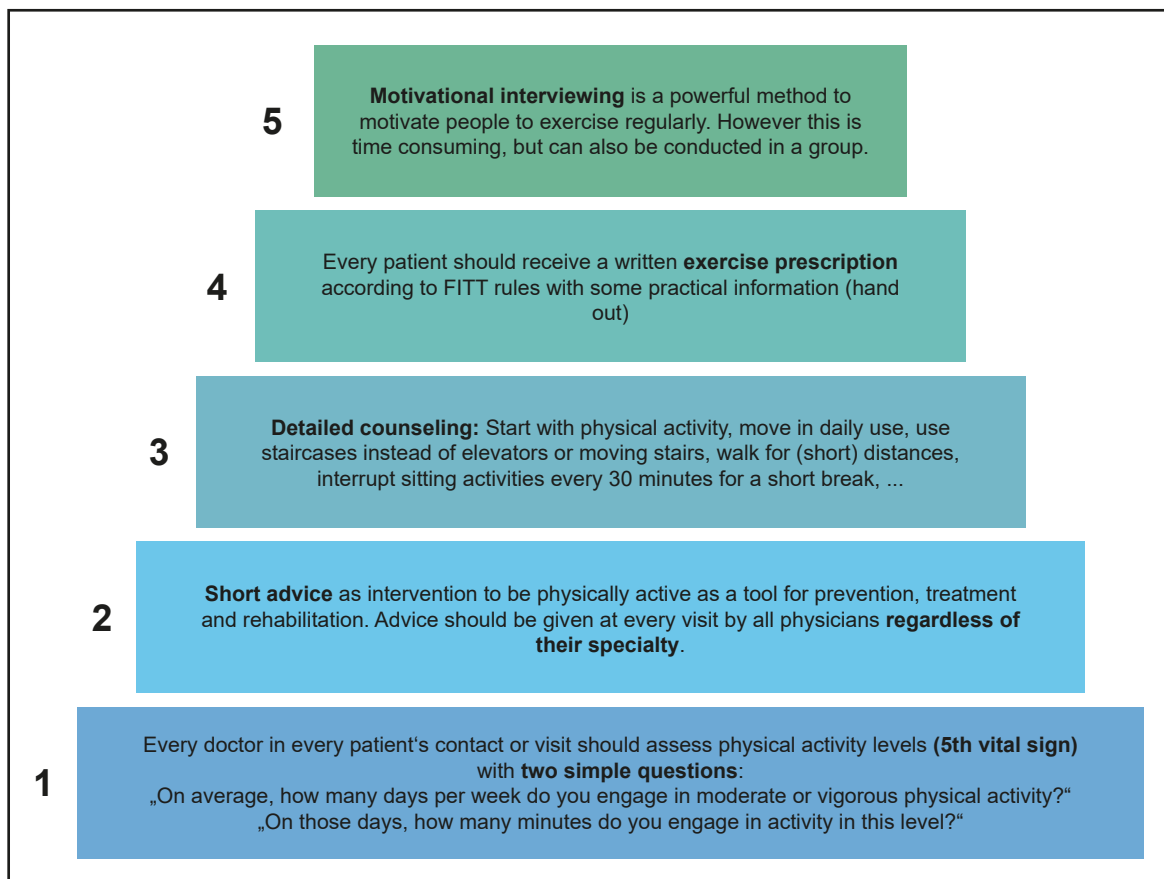 5
Motivational interviewing is a powerful method to
motivate people to exercise regularly. However this is
time consuming, but can also be conducted in a group.
4
Every patient should receive a written exercise prescription
according to FITT rules with some practical information (hand
out)
3
Detailed counseling: Start with physical activity, move in daily use, use
staircases instead of elevators or moving stairs, walk for (short) distances,
interrupt sitting activities every 30 minutes for a short break, ...
2
Short advice as intervention to be physically active as a tool for prevention, treatment
and rehabilitation. Advice should be given at every visit by all physicians regardless of
their specialty.
1
Every doctor in every patient‘s contact or visit should assess physical activity levels (5th vital sign)
with two simple questions:
„On average, how many days per week do you engage in moderate or vigorous physical activity?“
„On those days, how many minutes do you engage in activity in this level?“